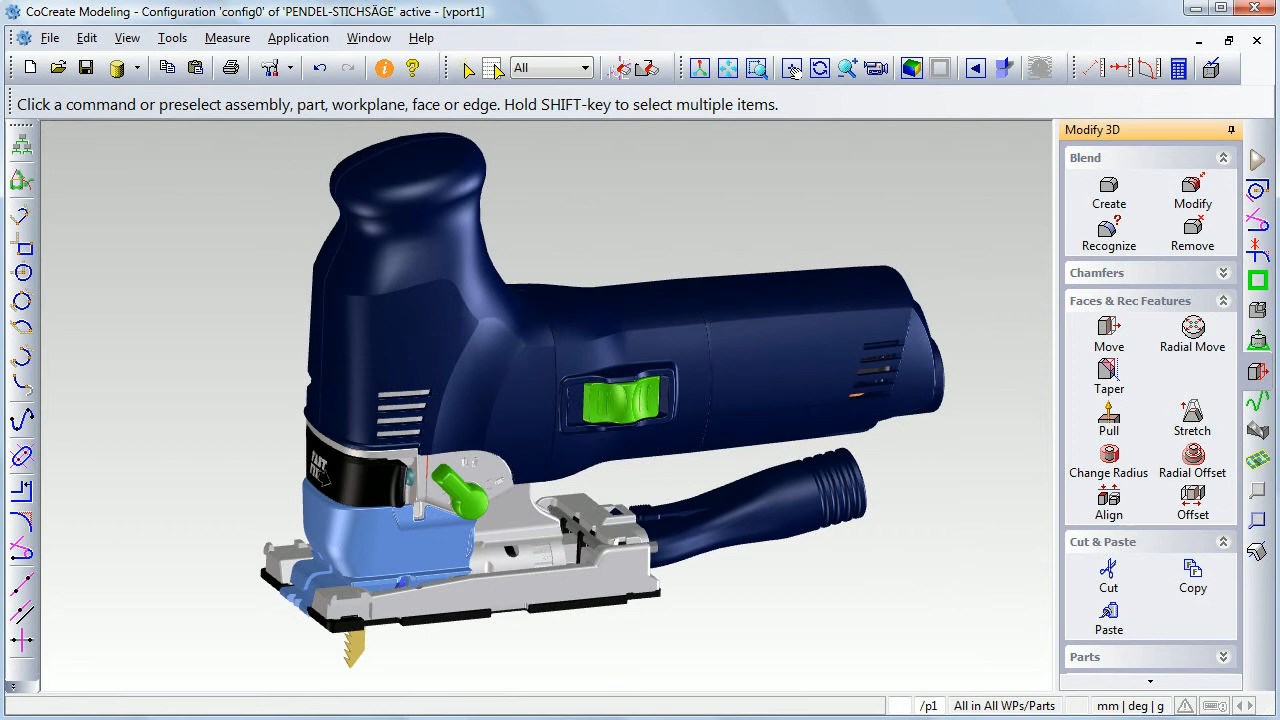 CoCreate Modeling - Configuration 'config0' of 'PENDEL-STICHSÄGE' active - [vport1]
File Edit View Tools Measure Application Window Help
All
Click a command or preselect assembly, part, workplane, face or edge. Hold SHIFT-key to select multiple items.
Modify 3D
Blend
Create Modify
Recognize Remove
Chamfers
Faces & Rec Features
Move Radial Move
Taper
Pull Stretch
Change Radius Radial Offset
Align Offset
Cut & Paste
Cut Copy
Paste
Parts
/p1 All in All WPs/Parts mm | deg | g